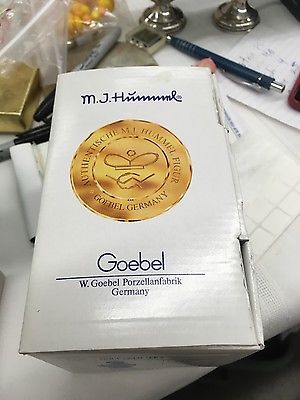 M.J. Hummel®
AUTHENTISCHE M.J. HUMMEL FIGUR
GOEBEL, GERMANY
Goebel
W. Goebel Porzellanfabrik
Germany